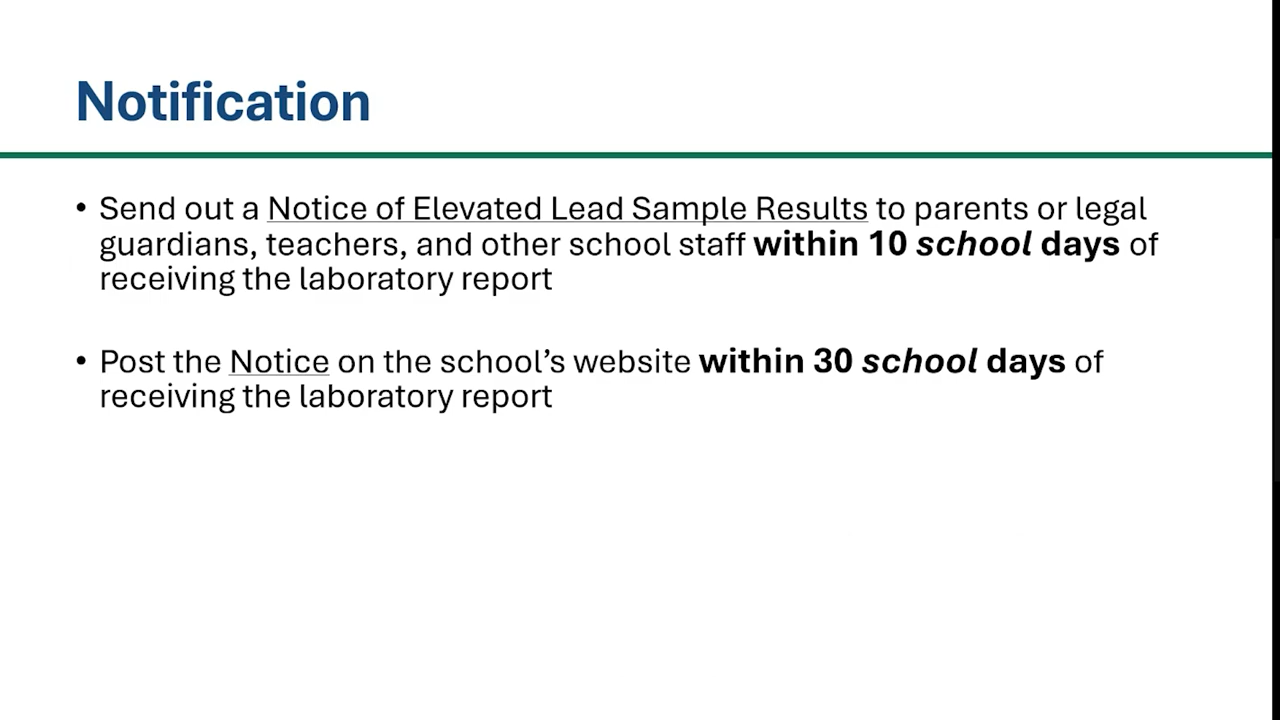 Notification
• Send out a Notice of Elevated Lead Sample Results to parents or legal
guardians, teachers, and other school staff within 10 school days of
receiving the laboratory report
• Post the Notice on the school’s website within 30 school days of
receiving the laboratory report